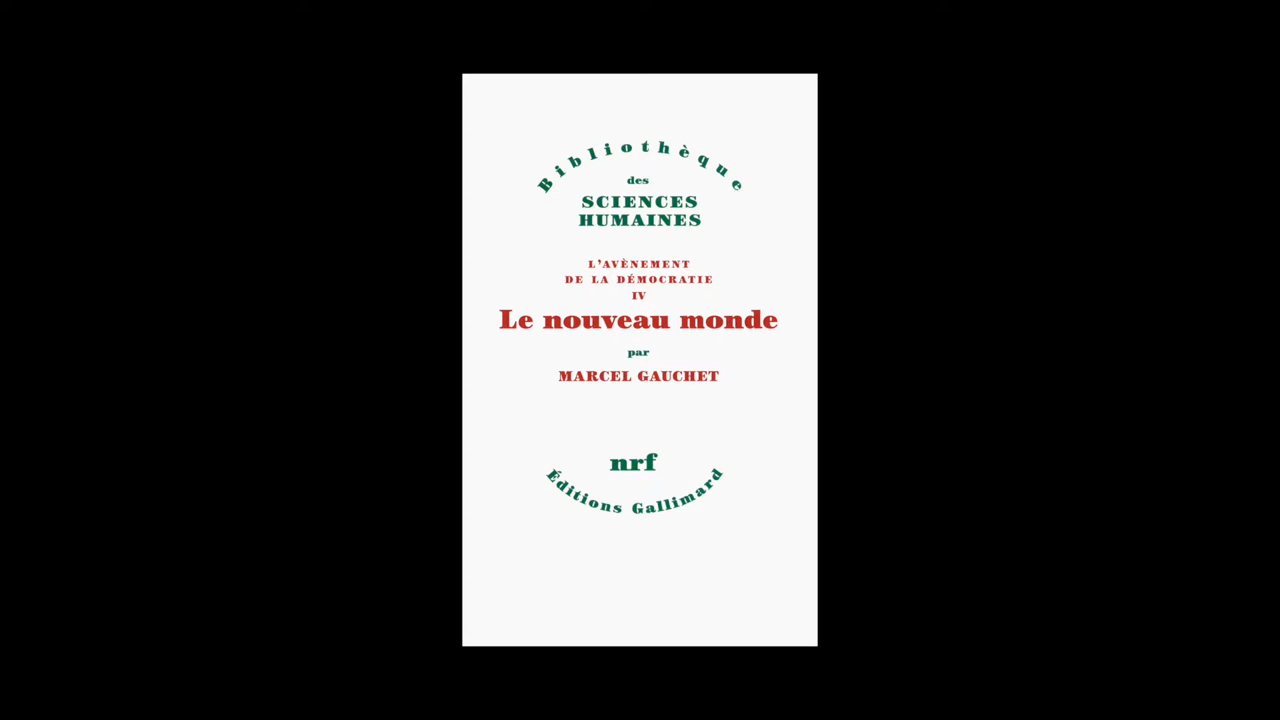 Bibliothèque
des
SCIENCES
HUMAINES
L'AVÈNEMENT
DE LA DÉMOCRATIE
IV
Le nouveau monde
par
MARCEL GAUCHET
nrf
Éditions Gallimard